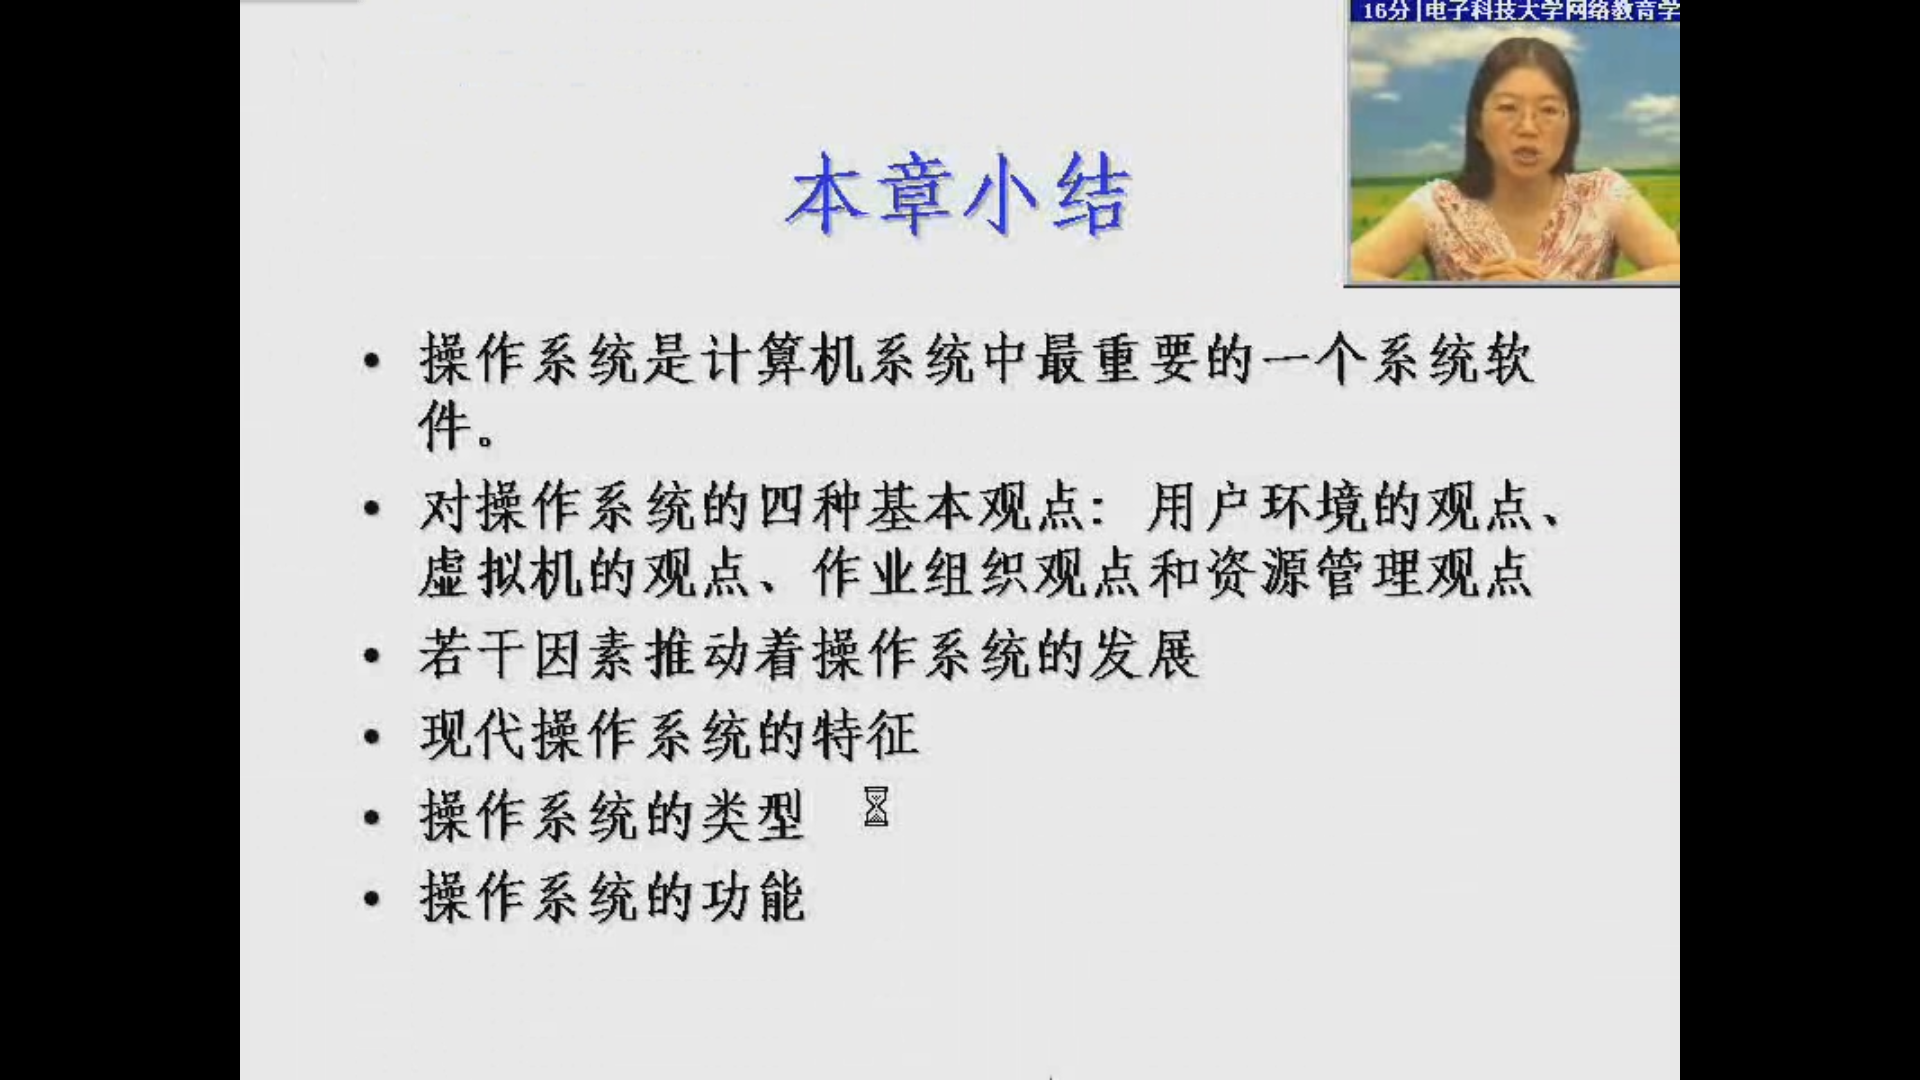 16分|电子科技大学网络教育学
本章小结
• 操作系统是计算机系统中最重要的一个系统软
件。
• 对操作系统的四种基本观点：用户环境的观点、
虚拟机的观点、作业组织观点和资源管理观点
• 若干因素推动着操作系统的发展
• 现代操作系统的特征
• 操作系统的类型
• 操作系统的功能